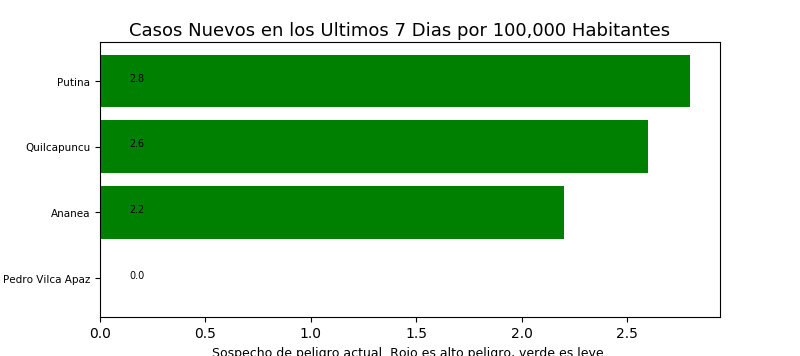 Casos Nuevos en los Ultimos 7 Dias por 100,000 Habitantes
Putina
2.8
Quilcapuncu
2.6
Ananea
2.2
Pedro Vilca Apaz
0.0
0.0 0.5 1.0 1.5 2.0 2.5
Sospecho de peligro actual. Rojo es alto peligro, verde es leve